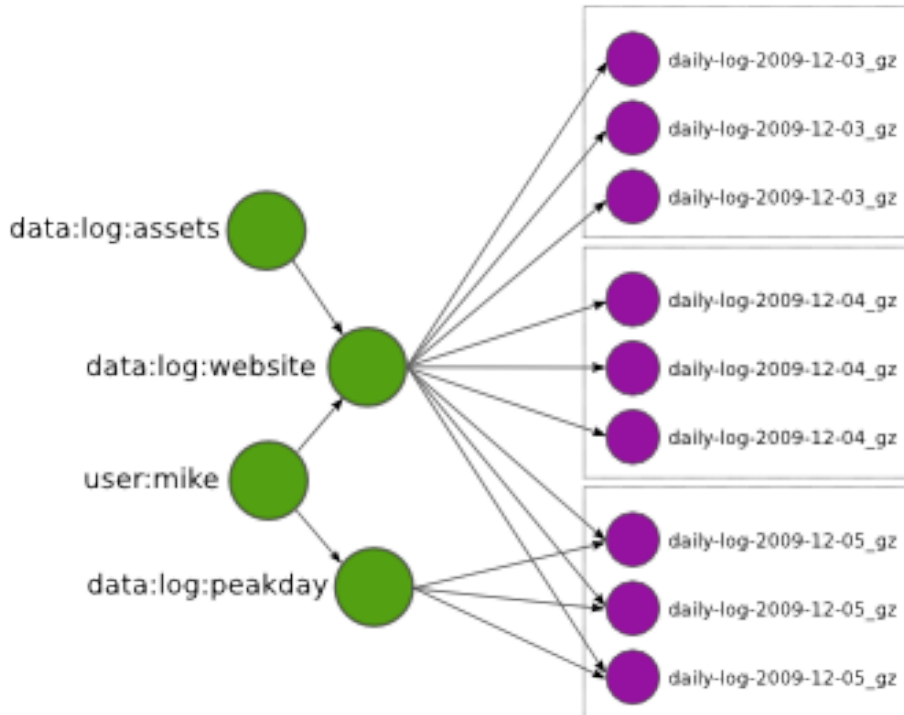 daily-log-2009-12-03_gz
daily-log-2009-12-03_gz
daily-log-2009-12-03_gz
data:log:assets
daily-log-2009-12-04_gz
data:log:website
daily-log-2009-12-04_gz
daily-log-2009-12-04_gz
user:mike
daily-log-2009-12-05_gz
data:log:peakday
daily-log-2009-12-05_gz
daily-log-2009-12-05_gz